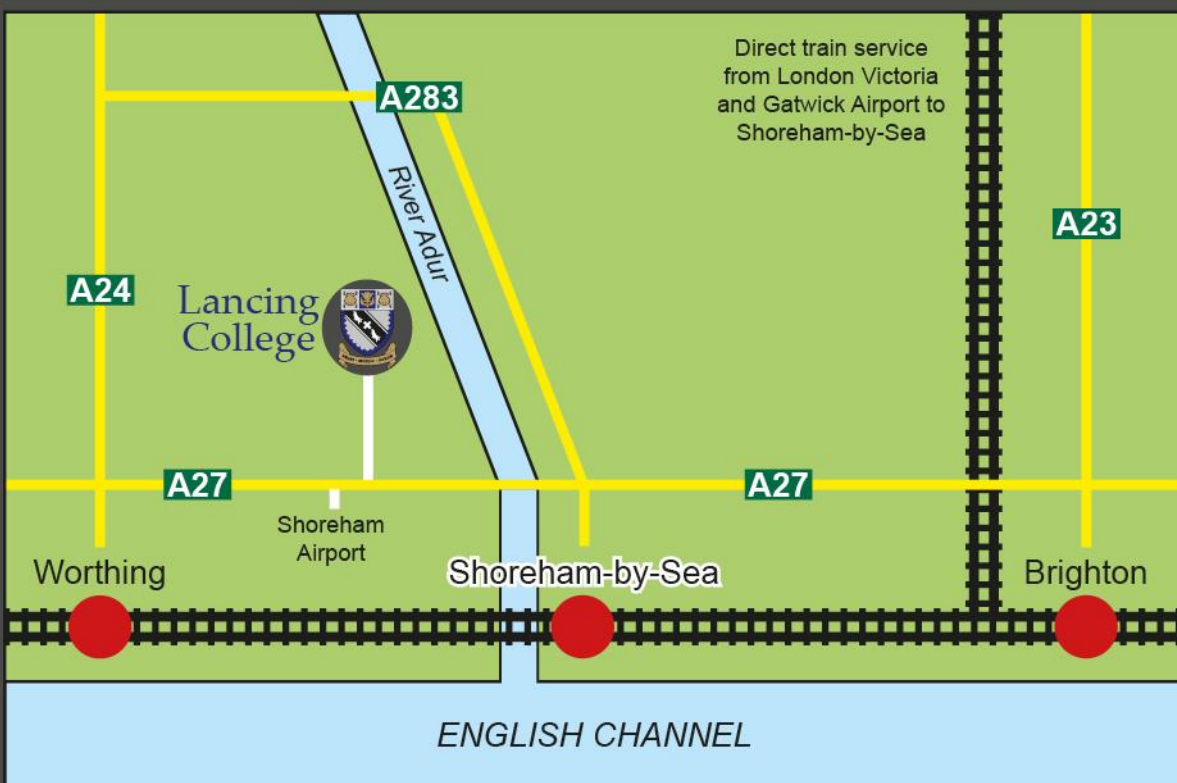 Direct train service
from London Victoria
and Gatwick Airport to
Shoreham-by-Sea
A283
River Adur
A23
A24
Lancing
College
A27
A27
Shoreham
Airport
Worthing
Shoreham-by-Sea
Brighton
ENGLISH CHANNEL